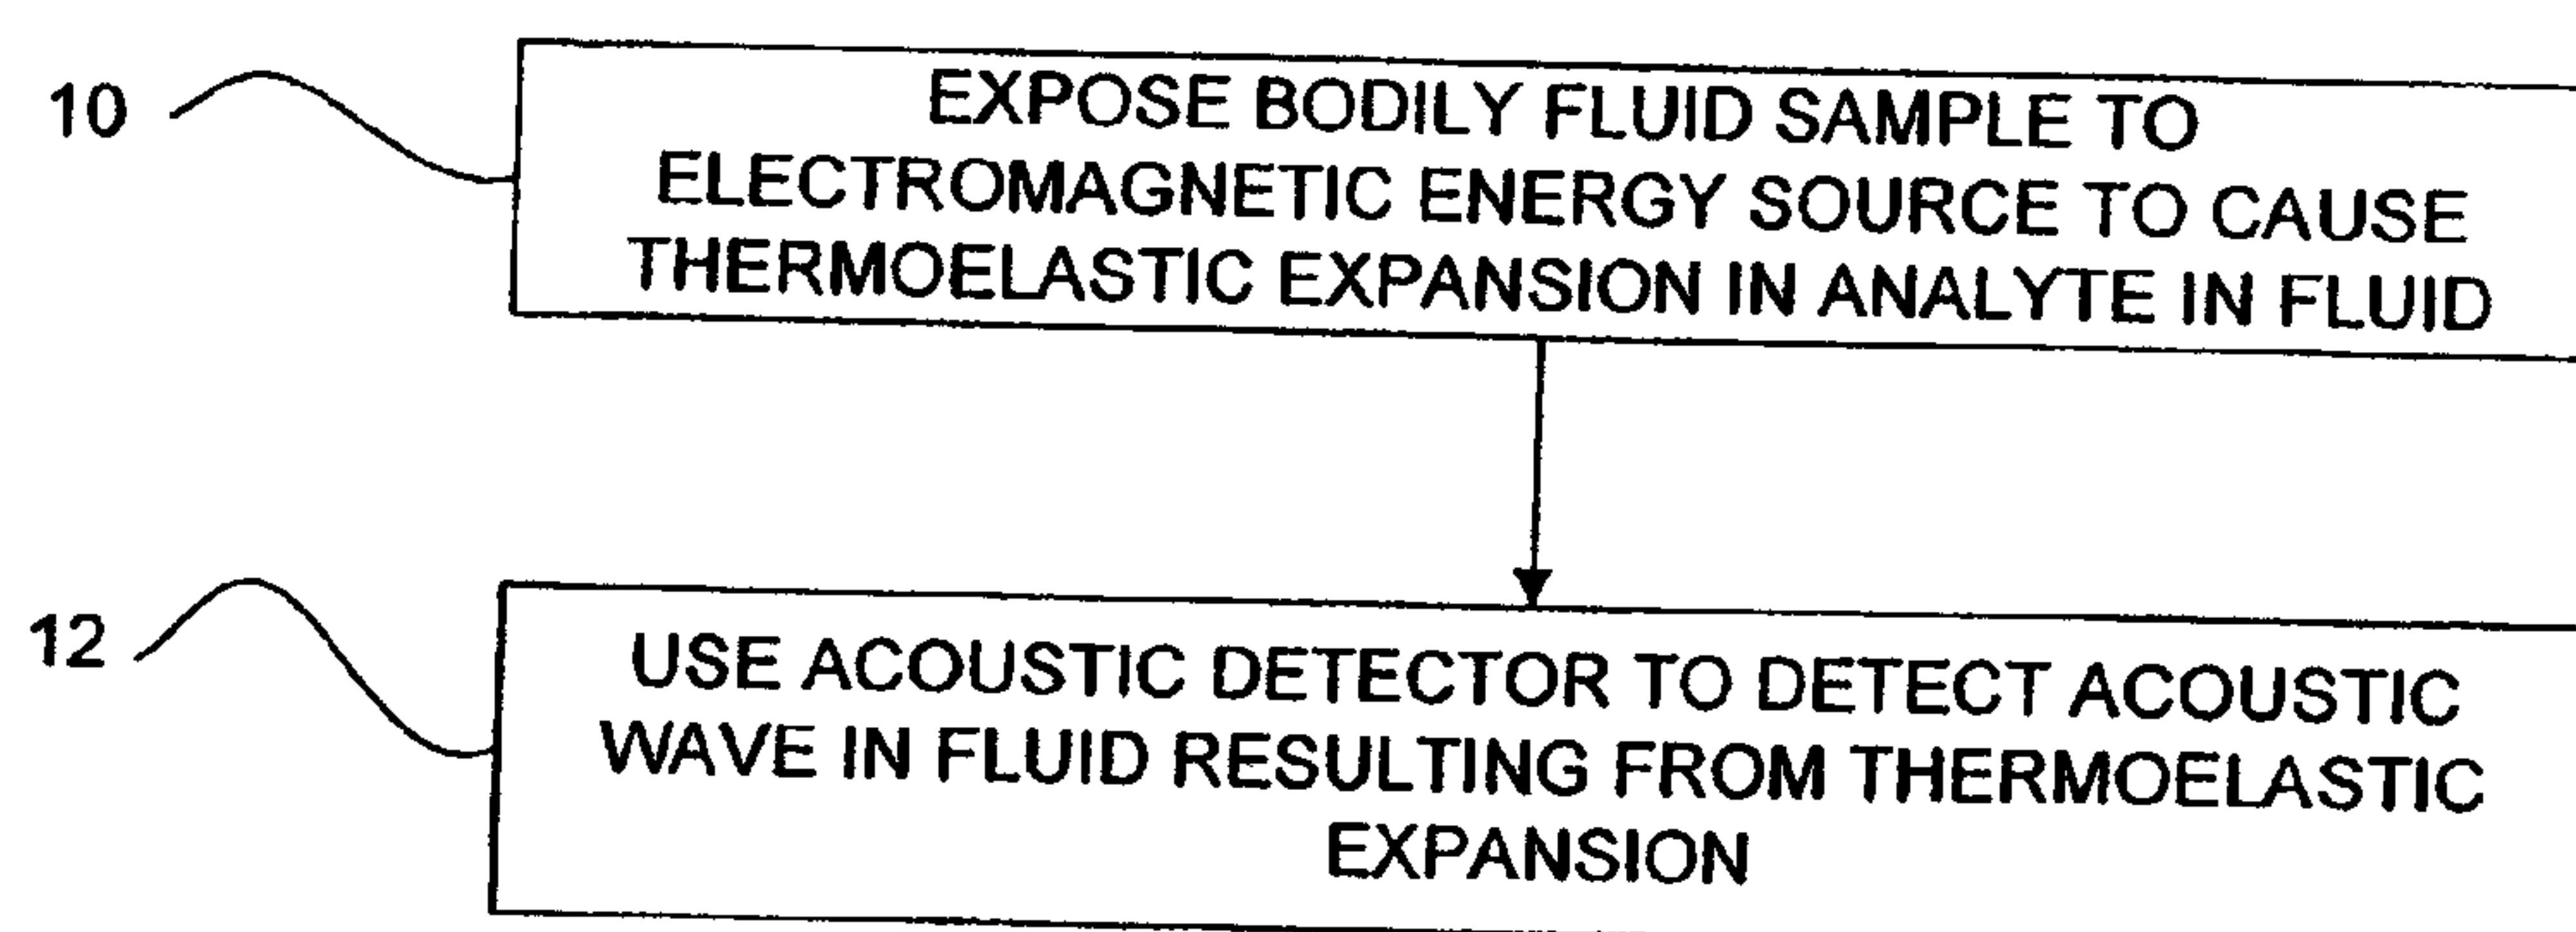 10
EXPOSE BODILY FLUID SAMPLE TO
ELECTROMAGNETIC ENERGY SOURCE TO CAUSE
THERMOELASTIC EXPANSION IN ANALYTE IN FLUID
12
USE ACOUSTIC DETECTOR TO DETECT ACOUSTIC
WAVE IN FLUID RESULTING FROM THERMOELASTIC
EXPANSION